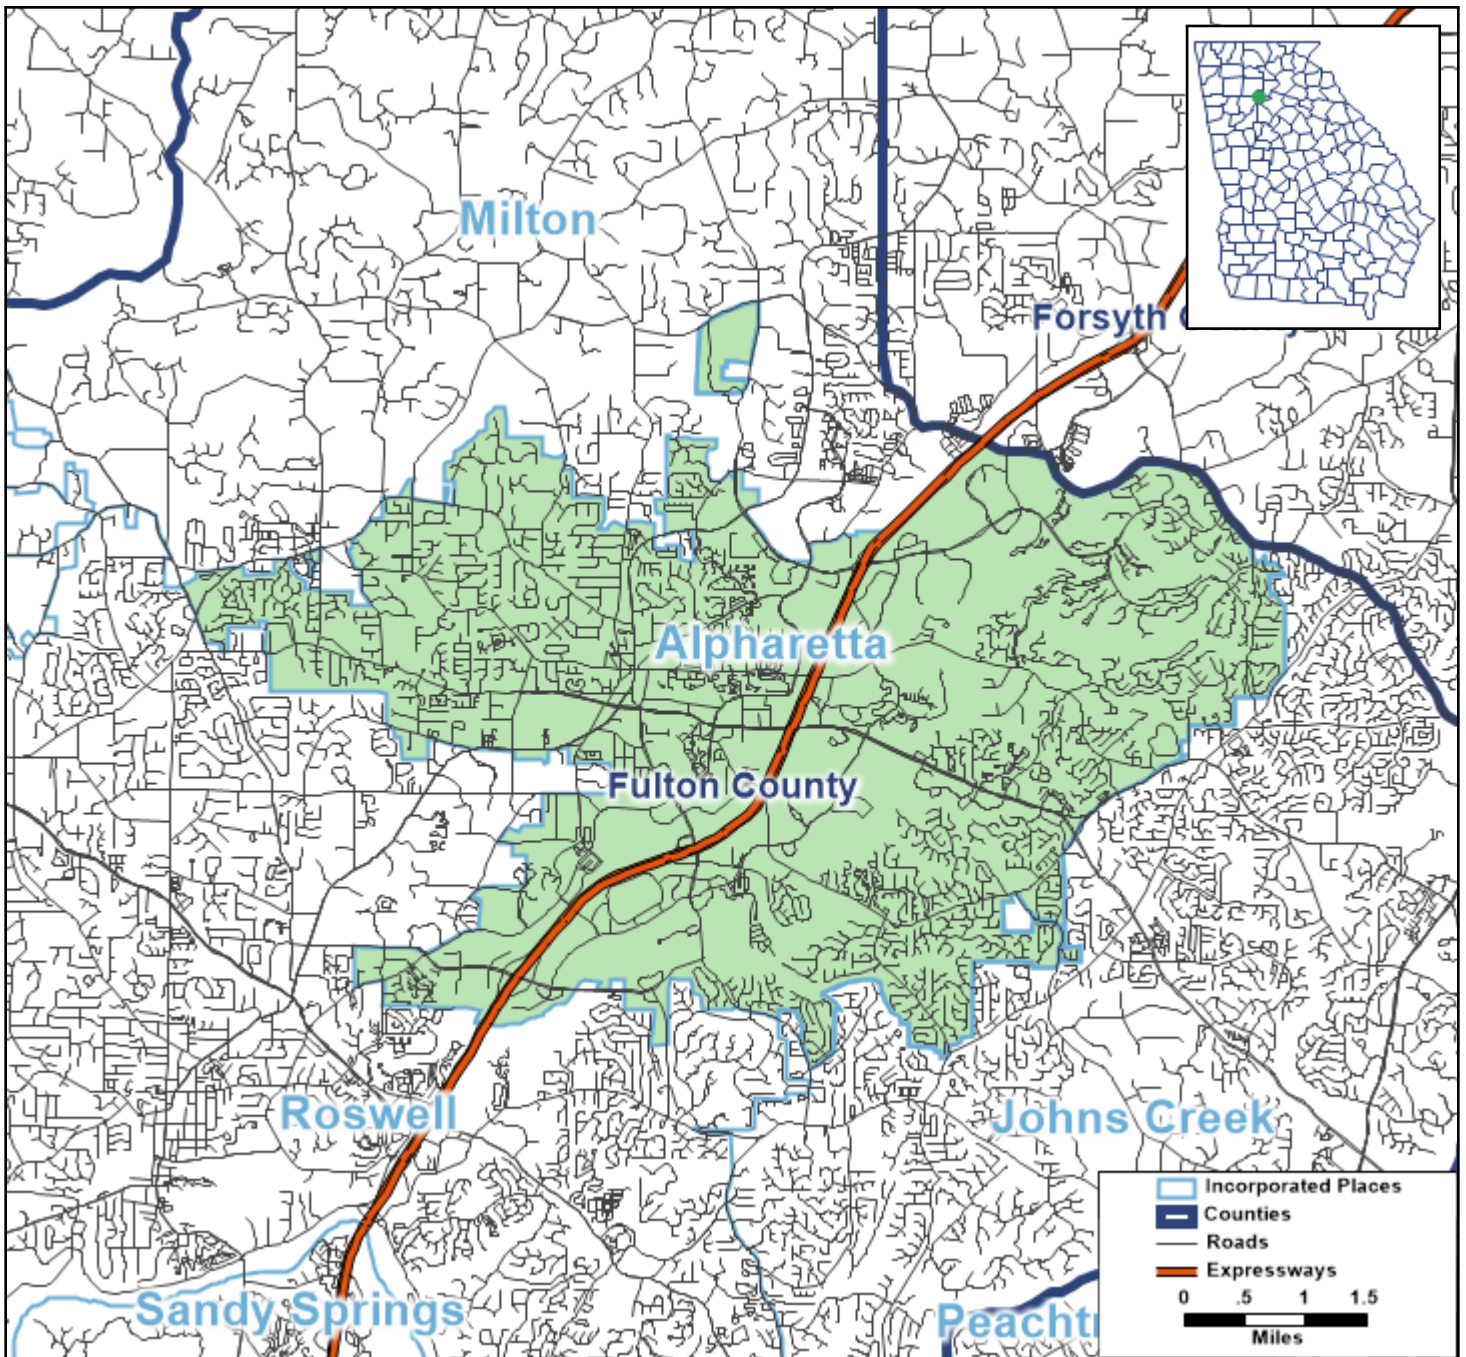 Milton
Forsyth
Alpharetta
Fulton County
Roswell
Johns Creek
Sandy Springs
Peachtr
Incorporated Places
Counties
Roads
Expressways
0 .5 1 1.5
Miles